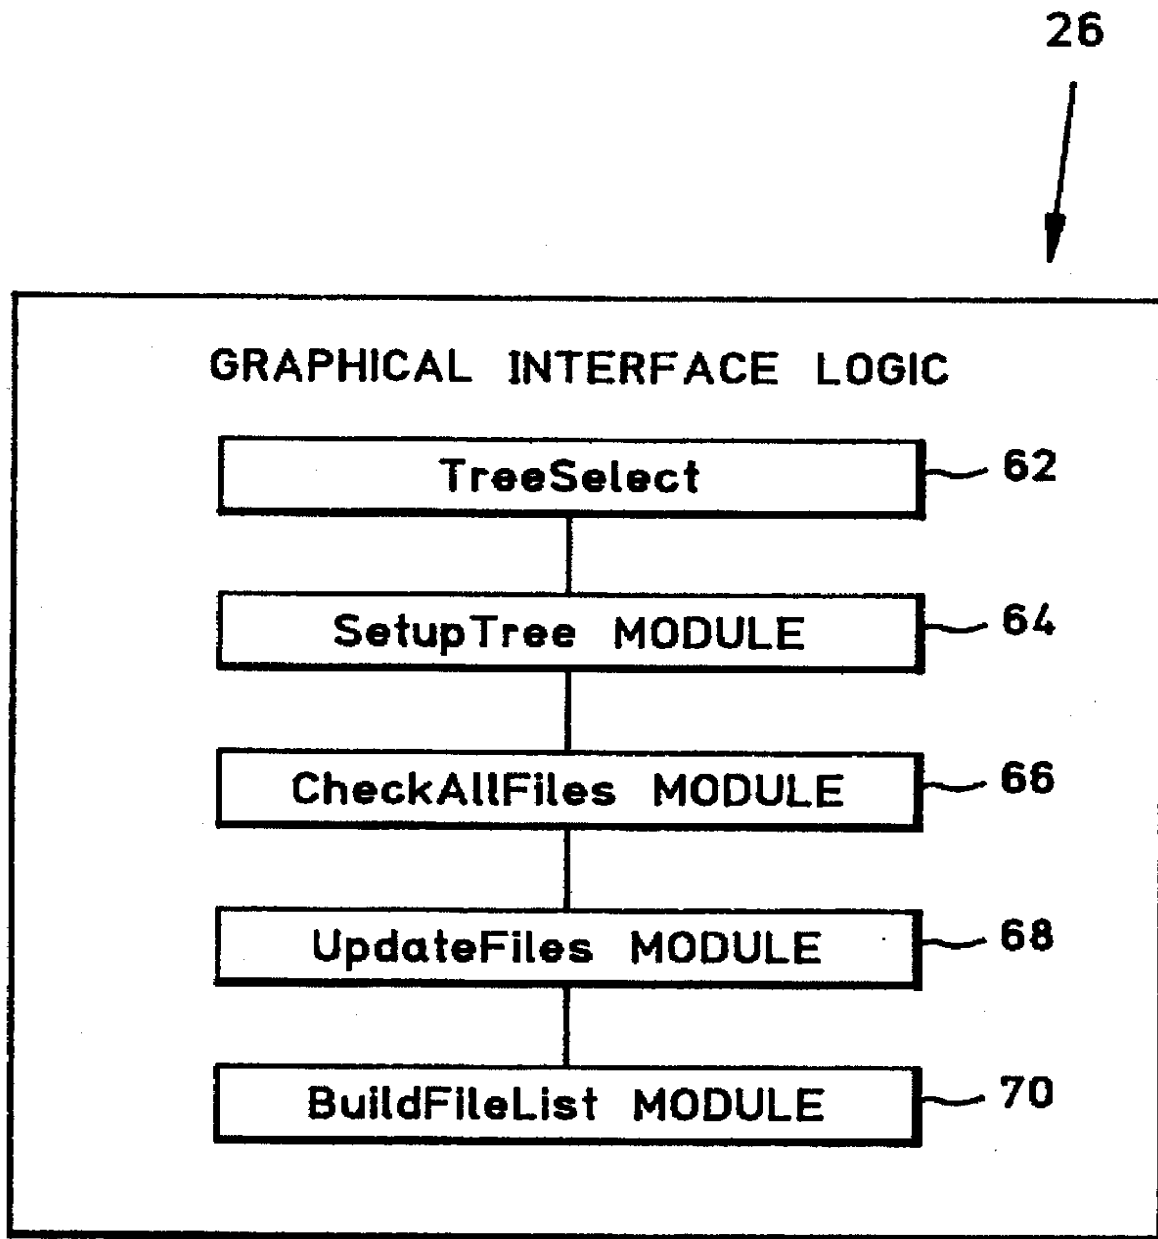 26
GRAPHICAL INTERFACE LOGIC
TreeSelect 62
SetupTree MODULE 64
CheckAllFiles MODULE 66
UpdateFiles MODULE 68
BuildFileList MODULE 70